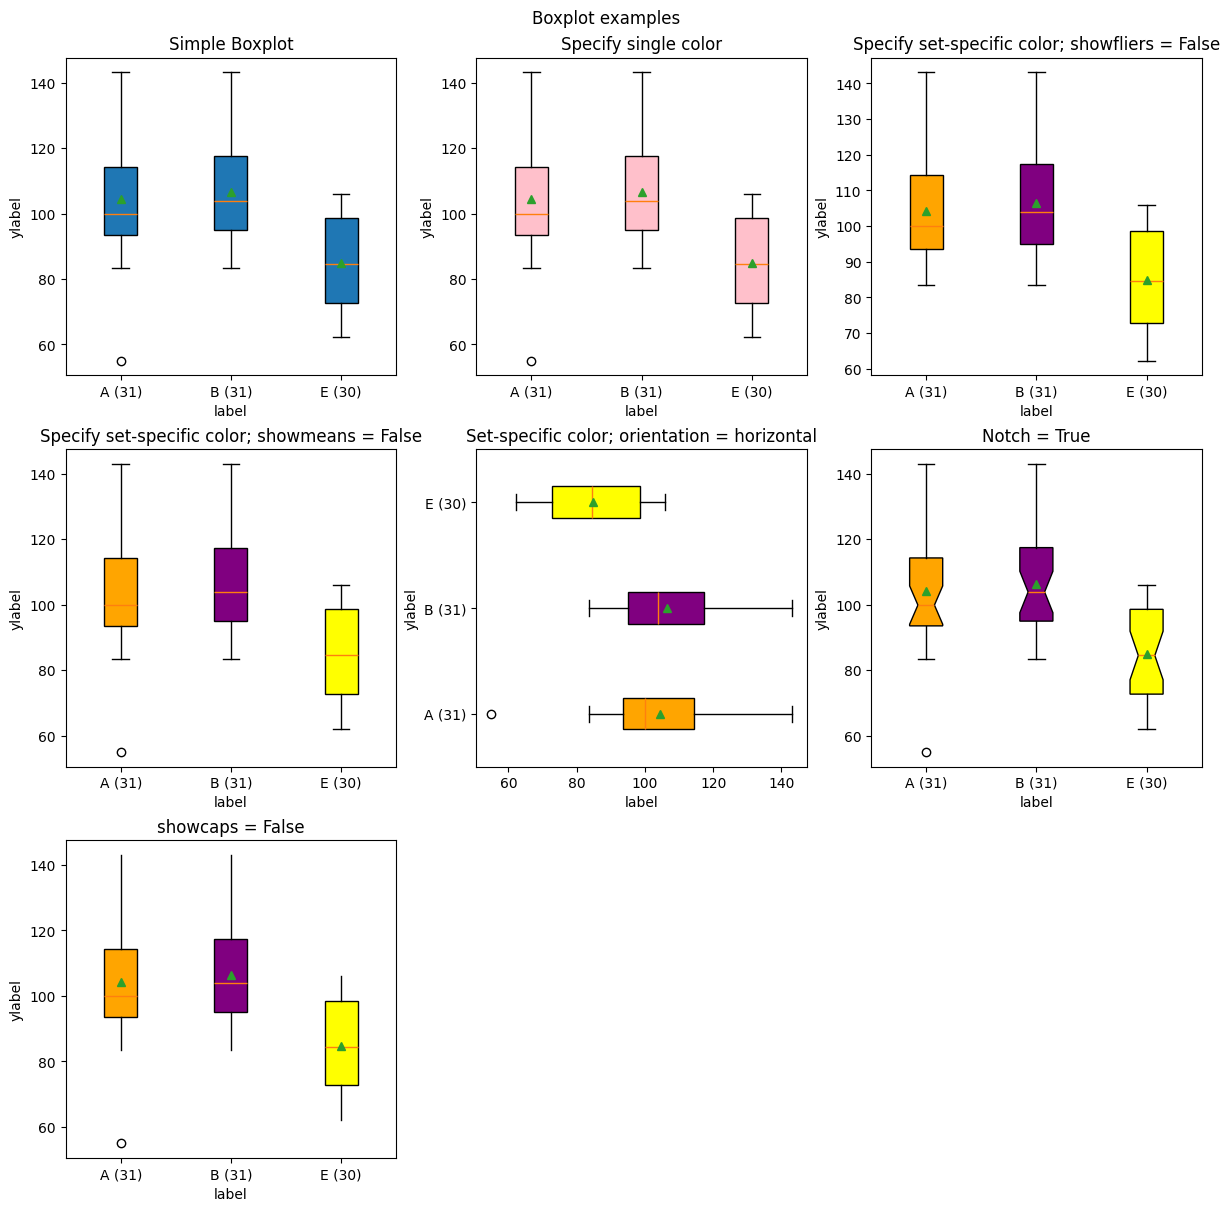 Boxplot examples
Simple Boxplot
140
120
100
80
60
ylabel
A (31) B (31) E (30)
label
Specify single color
140
120
100
80
60
ylabel
A (31) B (31) E (30)
label
Specify set-specific color; showfliers = False
140
130
120
110
100
90
80
70
60
ylabel
A (31) B (31) E (30)
label
Specify set-specific color; showmeans = False
140
120
100
80
60
ylabel
A (31) B (31) E (30)
label
Set-specific color; orientation = horizontal
E (30)
B (31)
A (31)
ylabel
60 80 100 120 140
label
Notch = True
140
120
100
80
60
ylabel
A (31) B (31) E (30)
label
showcaps = False
140
120
100
80
60
ylabel
A (31) B (31) E (30)
label